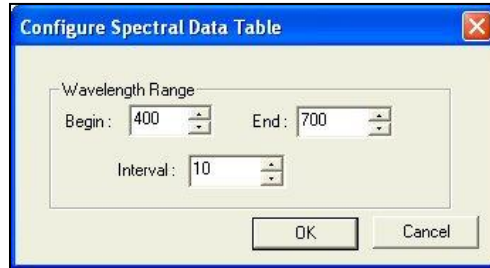 Configure Spectral Data Table
Wavelength Range
Begin : 400 End : 700
Interval : 10
OK Cancel